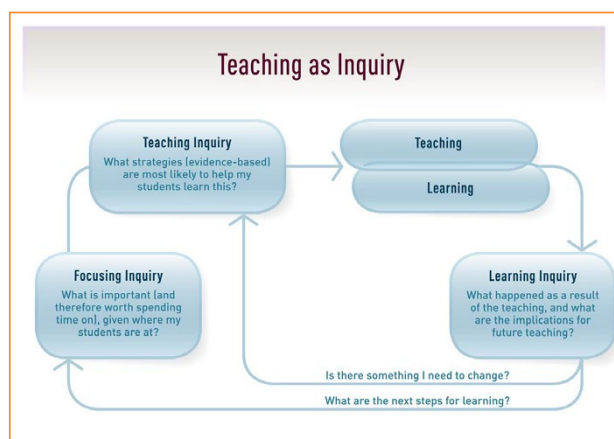 Teaching as Inquiry
Teaching Inquiry
What strategies (evidence-based)
are most likely to help my
students learn this?
Teaching
Learning
Focusing Inquiry
What is important (and
therefore worth spending
time on), given where my
students are at?
Learning Inquiry
What happened as a result
of the teaching, and what
are the implications for
future teaching?
Is there something I need to change?
What are the next steps for learning?